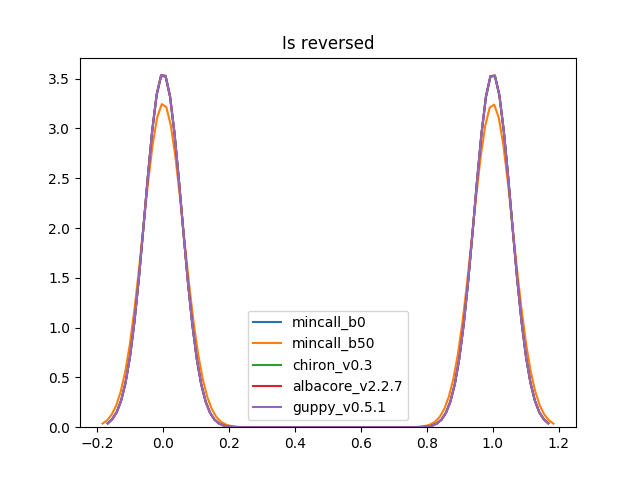 Is reversed
3.5
3.0
2.5
2.0
1.5
1.0
0.5
0.0
mincall_b0
mincall_b50
chiron_v0.3
albacore_v2.2.7
guppy_v0.5.1
−0.2 0.0 0.2 0.4 0.6 0.8 1.0 1.2